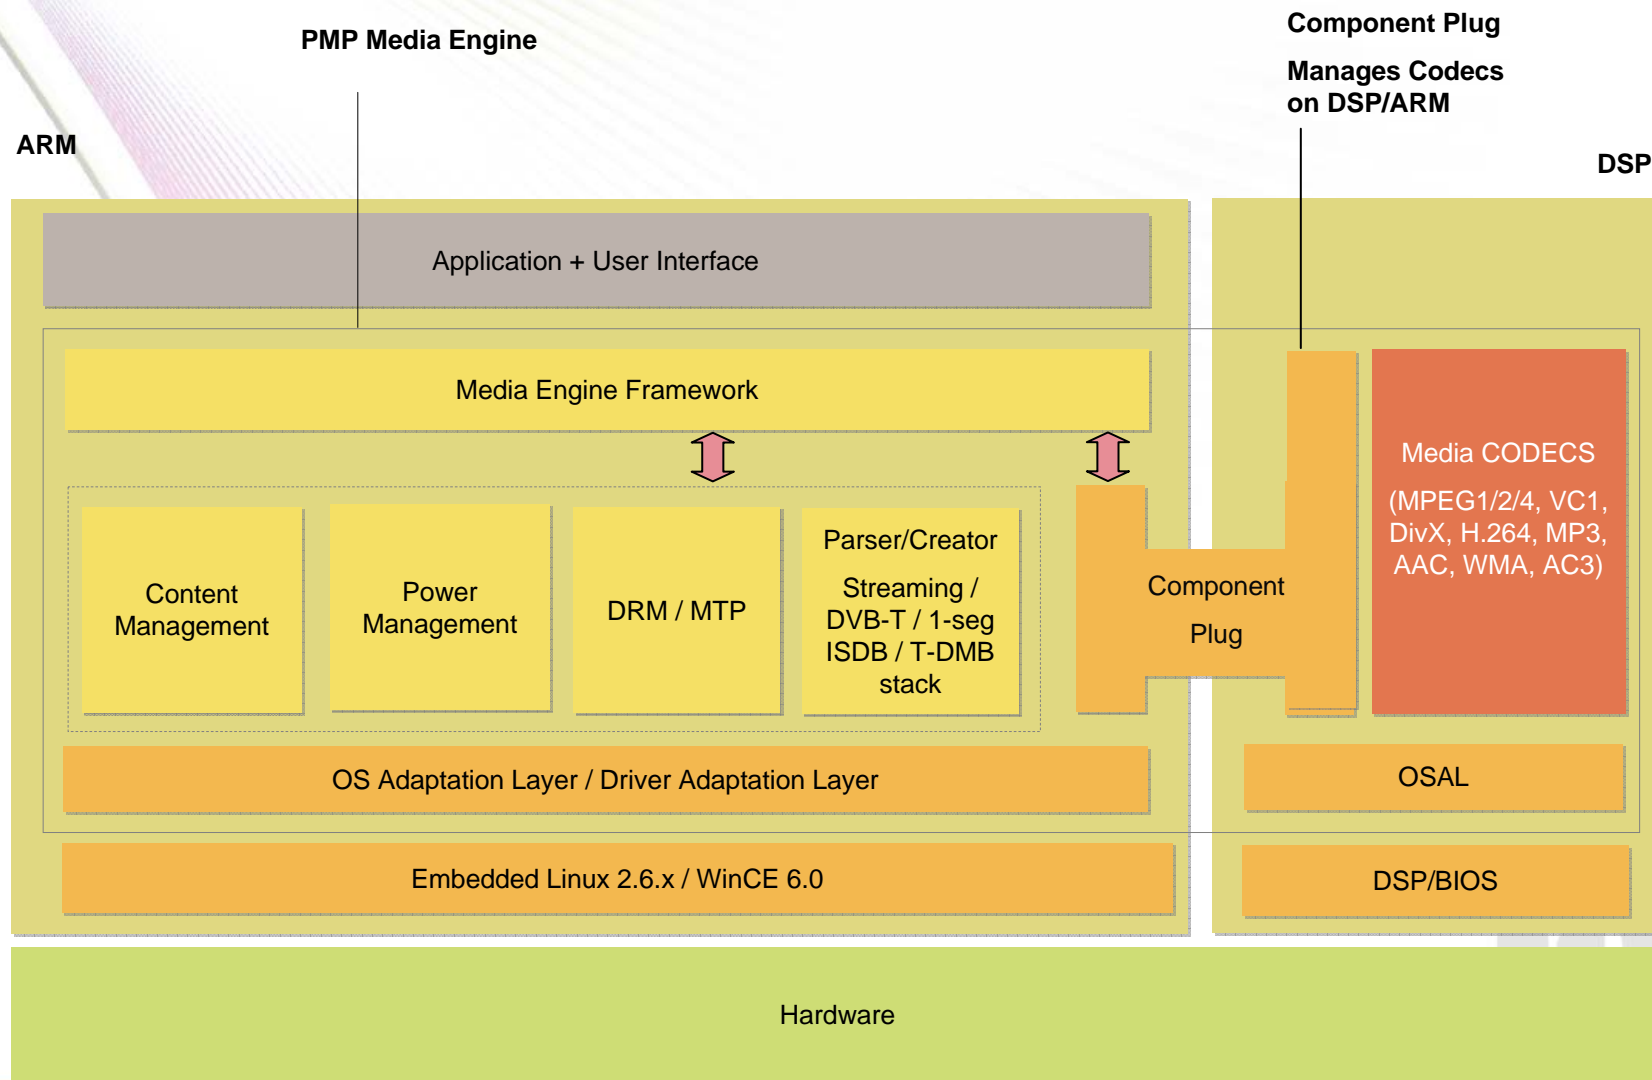 PMP Media Engine
Component Plug
Manages Codecs
on DSP/ARM
ARM
DSP
Application + User Interface
Media Engine Framework
Content
Management
Power
Management
DRM / MTP
Parser/Creator
Streaming /
DVB-T / 1-seg
ISDB / T-DMB
stack
Component
Plug
Media CODECS
(MPEG1/2/4, VC1,
DivX, H.264, MP3,
AAC, WMA, AC3)
OS Adaptation Layer / Driver Adaptation Layer
OSAL
Embedded Linux 2.6.x / WinCE 6.0
DSP/BIOS
Hardware